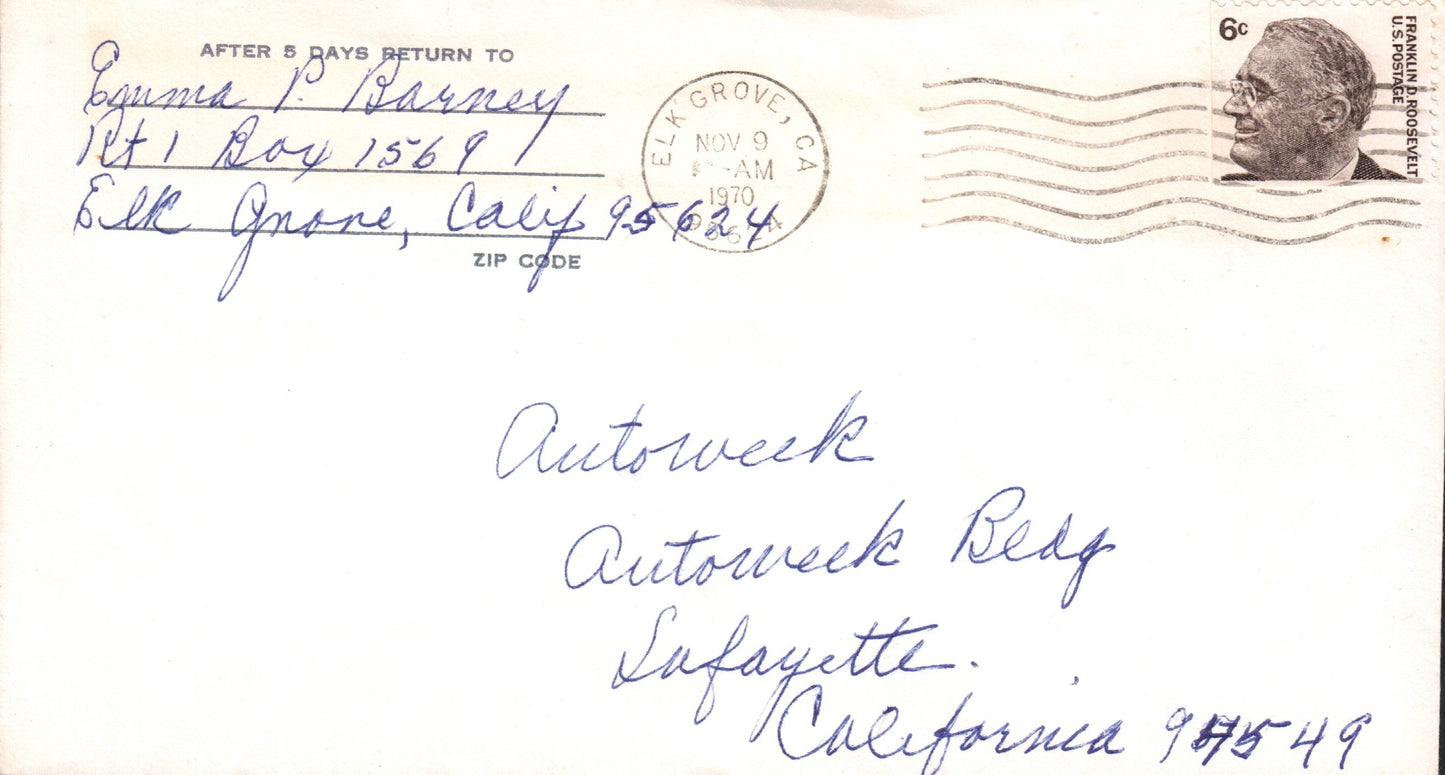 AFTER 5 DAYS RETURN TO
Emma P. Barney
Rt 1 Box 1569
Elk Grove, Calif 95624
ZIP CODE
ELK GROVE, CA
NOV 9
AM
1970
95624
6c
FRANKLIN D. ROOSEVELT
U.S. POSTAGE
Autoweek
Autoweek Bldg
Lafayette.
California 94549